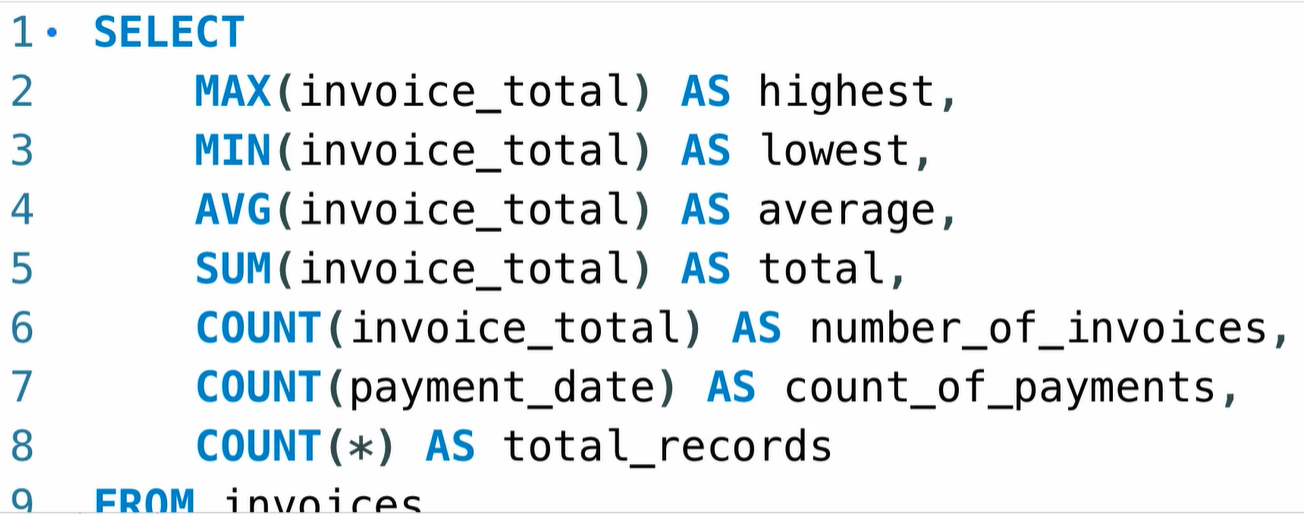 1 SELECT
2 MAX(invoice_total) AS highest,
3 MIN(invoice_total) AS lowest,
4 AVG(invoice_total) AS average,
5 SUM(invoice_total) AS total,
6 COUNT(invoice_total) AS number_of_invoices,
7 COUNT(payment_date) AS count_of_payments,
8 COUNT(*) AS total_records
9 FROM invoices